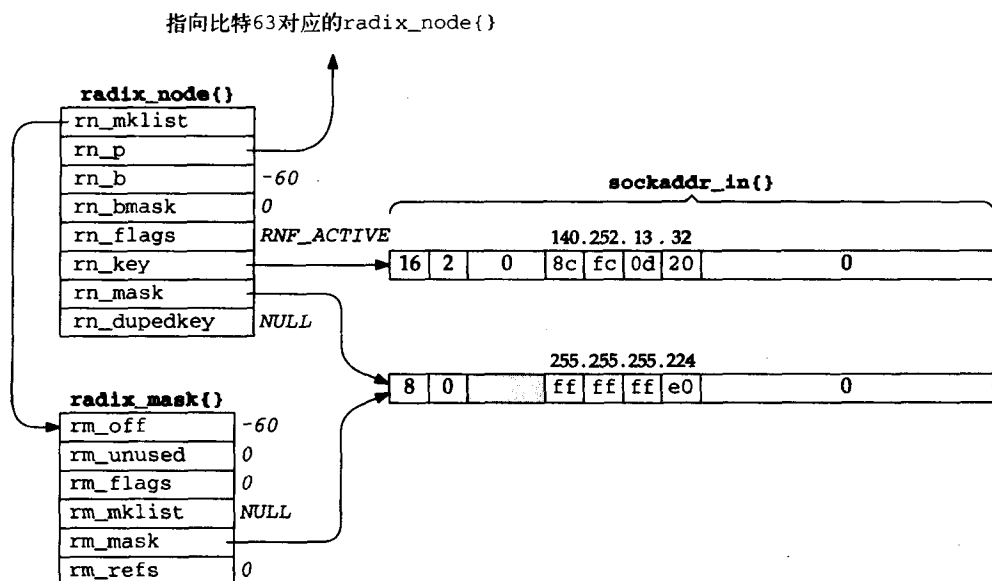 指向比特63对应的radix_node{}
radix_node{}
rn_mklist
rn_p
rn_b -60
rn_bmask 0
rn_flags RNF_ACTIVE
rn_key
rn_mask
rn_dupedkey NULL
sockaddr_in{}
140.252.13.32
16 2 0 8c fc 0d 20 0
255.255.255.224
8 0 ff ff ff e0 0
radix_mask{}
rm_off -60
rm_unused 0
rm_flags 0
rm_mklist NULL
rm_mask
rm_refs 0